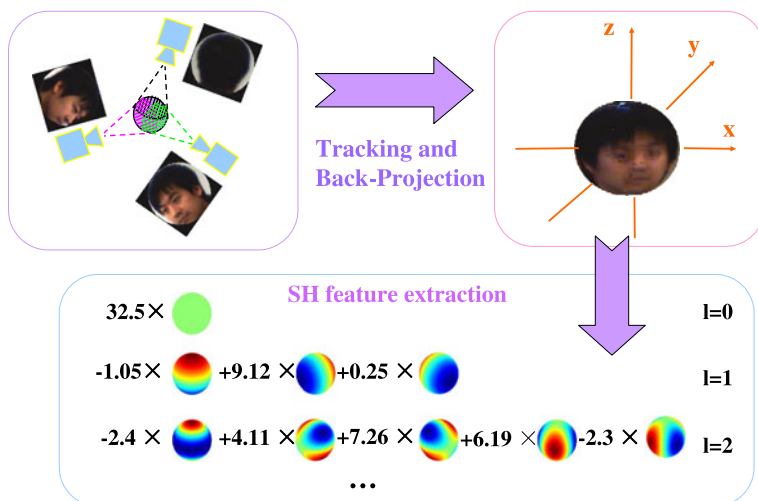 z
y
x
Tracking and
Back-Projection
SH feature extraction
32.5× l=0
-1.05× +9.12 × +0.25 × l=1
-2.4 × +4.11 × +7.26 × +6.19 × -2.3 × l=2
...